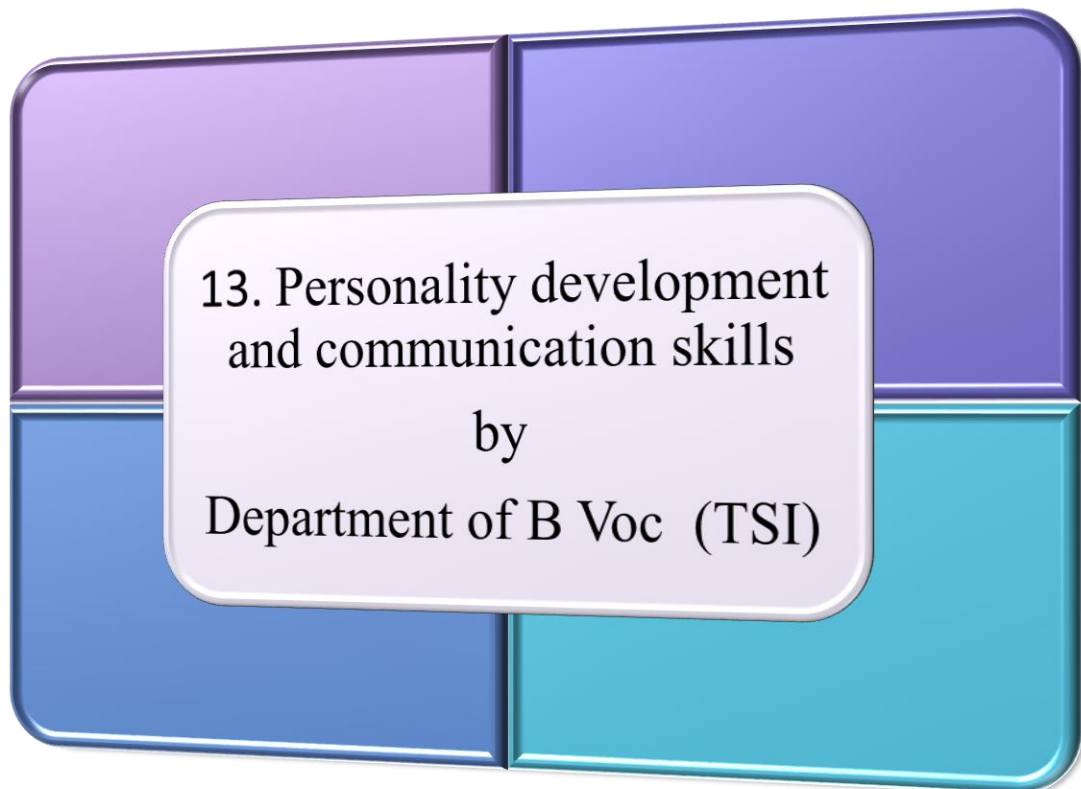 13. Personality development
and communication skills
by
Department of B Voc (TSI)